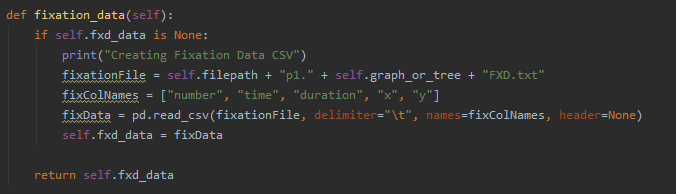 def fixation_data(self):
    if self.fxd_data is None:
        print("Creating Fixation Data CSV")
        fixationFile = self.filepath + "p1." + self.graph_or_tree + "FXD.txt"
        fixColNames = ["number", "time", "duration", "x", "y"]
        fixData = pd.read_csv(fixationFile, delimiter="\t", names=fixColNames, header=None)
        self.fxd_data = fixData
    return self.fxd_data